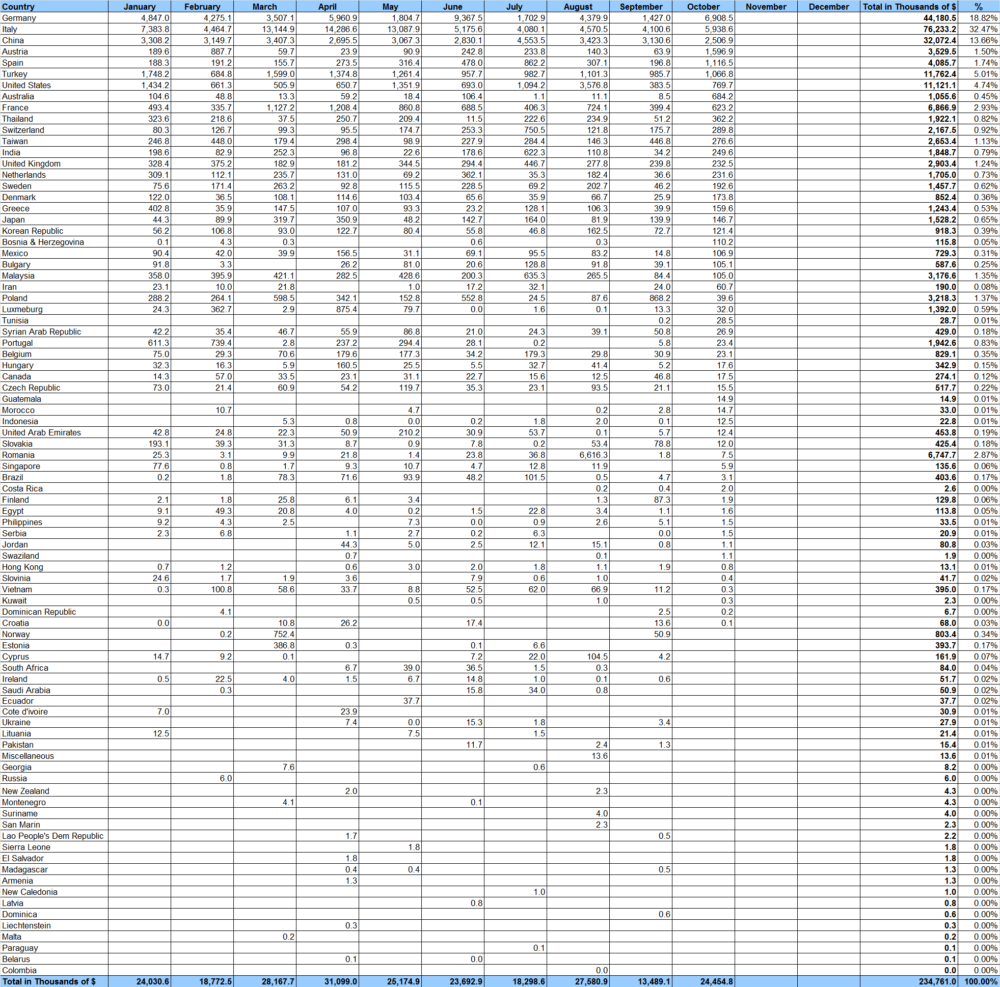 Country January February March April May June July August September October November December Total in Thousands of $ %
Germany 4,847.0 4,275.1 3,507.1 5,960.9 1,804.7 9,367.5 1,702.9 4,379.9 1,427.0 6,908.5 44,180.5 18.82%
Italy 7,383.8 4,464.7 13,144.9 14,286.6 13,087.9 5,175.6 4,080.1 4,570.5 4,100.6 5,938.6 76,233.2 32.47%
China 3,308.2 3,149.7 3,407.3 2,695.5 3,067.3 2,830.1 4,553.5 3,423.3 3,130.6 2,506.9 32,072.4 13.66%
Austria 189.6 887.7 59.7 23.9 90.9 242.8 233.8 140.3 63.9 1,596.9 3,529.5 1.50%
Spain 188.3 191.2 155.7 273.5 316.4 478.0 862.2 307.1 196.8 1,116.5 4,085.7 1.74%
Turkey 1,748.2 684.8 1,599.0 1,374.8 1,261.4 957.7 982.7 1,101.3 985.7 1,066.8 11,762.4 5.01%
United States 1,434.2 661.3 505.9 650.7 1,351.9 693.0 1,094.2 3,576.8 383.5 769.7 11,121.1 4.74%
Australia 104.6 48.8 13.3 59.2 18.4 106.4 1.1 11.1 8.5 684.2 1,055.6 0.45%
France 493.4 335.7 1,127.2 1,208.4 860.8 688.5 406.3 724.1 399.4 623.2 6,866.9 2.93%
Thailand 323.6 218.6 37.5 250.7 209.4 11.5 222.6 234.9 51.2 362.2 1,922.1 0.82%
Switzerland 80.3 126.7 99.3 95.5 174.7 253.3 750.5 121.8 175.7 289.8 2,167.5 0.92%
Taiwan 246.8 448.0 179.4 298.4 98.9 227.9 284.4 146.3 446.8 276.6 2,653.4 1.13%
India 198.6 82.9 252.3 96.8 22.6 178.6 622.3 110.8 34.2 249.6 1,848.7 0.79%
United Kingdom 328.4 375.2 182.9 181.2 344.5 294.4 446.7 277.8 239.8 232.5 2,903.4 1.24%
Netherlands 309.1 112.1 235.7 131.0 69.2 362.1 35.3 182.4 36.6 231.6 1,705.0 0.73%
Sweden 75.6 171.4 263.2 92.8 115.5 228.5 69.2 202.7 46.2 192.6 1,457.7 0.62%
Denmark 122.0 36.5 108.1 114.6 103.4 65.6 35.9 66.7 25.9 173.8 852.4 0.36%
Greece 402.8 35.9 147.5 107.0 93.3 23.2 128.1 106.3 39.9 159.6 1,243.4 0.53%
Japan 44.3 89.9 319.7 350.9 48.2 142.7 164.0 81.9 139.9 146.7 1,528.2 0.65%
Korean Republic 56.2 106.8 93.0 122.7 80.4 55.8 46.8 162.5 72.7 121.4 918.3 0.39%
Bosnia & Herzegovina 0.1 4.3 0.3 0.6 0.3 110.2 115.8 0.05%
Mexico 90.4 42.0 39.9 156.5 31.1 69.1 95.5 83.2 14.8 106.9 729.3 0.31%
Bulgary 91.8 3.3 26.2 81.0 20.6 128.8 91.8 39.1 105.1 587.6 0.25%
Malaysia 358.0 395.9 421.1 282.5 428.6 200.3 635.3 265.5 84.4 105.0 3,176.6 1.35%
Iran 23.1 10.0 21.8 1.0 17.2 32.1 24.0 60.7 190.0 0.08%
Poland 288.2 264.1 598.5 342.1 152.8 552.8 24.5 87.6 868.2 39.6 3,218.3 1.37%
Luxmeburg 24.3 362.7 2.9 875.4 79.7 0.0 1.6 0.1 13.3 32.0 1,392.0 0.59%
Tunisia 0.2 28.5 28.7 0.01%
Syrian Arab Republic 42.2 35.4 46.7 55.9 86.8 21.0 24.3 39.1 50.8 26.9 429.0 0.18%
Portugal 611.3 739.4 2.8 237.2 294.4 28.1 0.2 5.8 23.4 1,942.6 0.83%
Belgium 75.0 29.3 70.6 179.6 177.3 34.2 179.3 29.8 30.9 23.1 829.1 0.35%
Hungary 32.3 16.3 5.9 160.5 25.5 5.5 32.7 41.4 5.2 17.6 342.9 0.15%
Canada 14.3 57.0 33.5 23.1 31.1 22.7 15.6 12.5 46.8 17.5 274.1 0.12%
Czech Republic 73.0 21.4 60.9 54.2 119.7 35.3 23.1 93.5 21.1 15.5 517.7 0.22%
Guatemala 14.9 14.9 0.01%
Morocco 10.7 4.7 0.2 2.8 14.7 33.0 0.01%
Indonesia 5.3 0.8 0.0 0.2 1.8 2.0 0.1 12.5 22.8 0.01%
United Arab Emirates 42.8 24.8 22.3 50.9 210.2 30.9 53.7 0.1 5.7 12.4 453.8 0.19%
Slovakia 193.1 39.3 31.3 8.7 0.9 7.8 0.2 53.4 78.8 12.0 425.4 0.18%
Romania 25.3 3.1 9.9 21.8 1.4 23.8 36.8 6,616.3 1.8 7.5 6,747.7 2.87%
Singapore 77.6 0.8 1.7 9.3 10.7 4.7 12.8 11.9 5.9 135.6 0.06%
Brazil 0.2 1.8 78.3 71.6 93.9 48.2 101.5 0.5 4.7 3.1 403.6 0.17%
Costa Rica 0.2 0.4 2.0 2.6 0.00%
Finland 2.1 1.8 25.8 6.1 3.4 1.3 87.3 1.9 129.8 0.06%
Egypt 9.1 49.3 20.8 4.0 0.2 1.5 22.8 3.4 1.1 1.6 113.8 0.05%
Philippines 9.2 4.3 2.5 7.3 0.0 0.9 2.6 5.1 1.5 33.5 0.01%
Serbia 2.3 6.8 1.1 2.7 0.2 6.3 0.0 1.5 20.9 0.01%
Jordan 44.3 5.0 2.5 12.1 15.1 0.8 1.1 80.8 0.03%
Swaziland 0.7 0.1 1.1 1.9 0.00%
Hong Kong 0.7 1.2 0.6 3.0 2.0 1.8 1.1 1.9 0.8 13.1 0.01%
Slovinia 24.6 1.7 1.9 3.6 7.9 0.6 1.0 0.4 41.7 0.02%
Vietnam 0.3 100.8 58.6 33.7 8.8 52.5 62.0 66.9 11.2 0.3 395.0 0.17%
Kuwait 0.5 0.5 1.0 0.3 2.3 0.00%
Dominican Republic 4.1 2.5 0.2 6.7 0.00%
Croatia 0.0 10.8 26.2 17.4 13.6 0.1 68.0 0.03%
Norway 0.2 752.4 50.9 803.4 0.34%
Estonia 386.8 0.3 0.1 6.6 393.7 0.17%
Cyprus 14.7 9.2 0.1 7.2 22.0 104.5 4.2 161.9 0.07%
South Africa 6.7 39.0 36.5 1.5 0.3 84.0 0.04%
Ireland 0.5 22.5 4.0 1.5 6.7 14.8 1.0 0.1 0.6 51.7 0.02%
Saudi Arabia 0.3 15.8 34.0 0.8 50.9 0.02%
Ecuador 37.7 37.7 0.02%
Cote d'ivoire 7.0 23.9 30.9 0.01%
Ukraine 7.4 0.0 15.3 1.8 3.4 27.9 0.01%
Lituania 12.5 7.5 1.5 21.4 0.01%
Pakistan 11.7 2.4 1.3 15.4 0.01%
Miscellaneous 13.6 13.6 0.01%
Georgia 7.6 0.6 8.2 0.00%
Russia 6.0 6.0 0.00%
New Zealand 2.0 2.3 4.3 0.00%
Montenegro 4.1 0.1 4.3 0.00%
Suriname 4.0 4.0 0.00%
San Marin 2.3 2.3 0.00%
Lao People's Dem Republic 1.7 0.5 2.2 0.00%
Sierra Leone 1.8 1.8 0.00%
El Salvador 1.8 1.8 0.00%
Madagascar 0.4 0.4 0.5 1.3 0.00%
Armenia 1.3 1.3 0.00%
New Caledonia 1.0 1.0 0.00%
Latvia 0.8 0.8 0.00%
Dominica 0.6 0.6 0.00%
Liechtenstein 0.3 0.3 0.00%
Malta 0.2 0.2 0.00%
Paraguay 0.1 0.1 0.00%
Belarus 0.1 0.0 0.1 0.00%
Colombia 0.0 0.0 0.00%
Total in Thousands of $ 24,030.6 18,772.5 28,167.7 31,099.0 25,174.9 23,692.9 18,298.6 27,580.9 13,489.1 24,454.8 234,761.0 100.00%